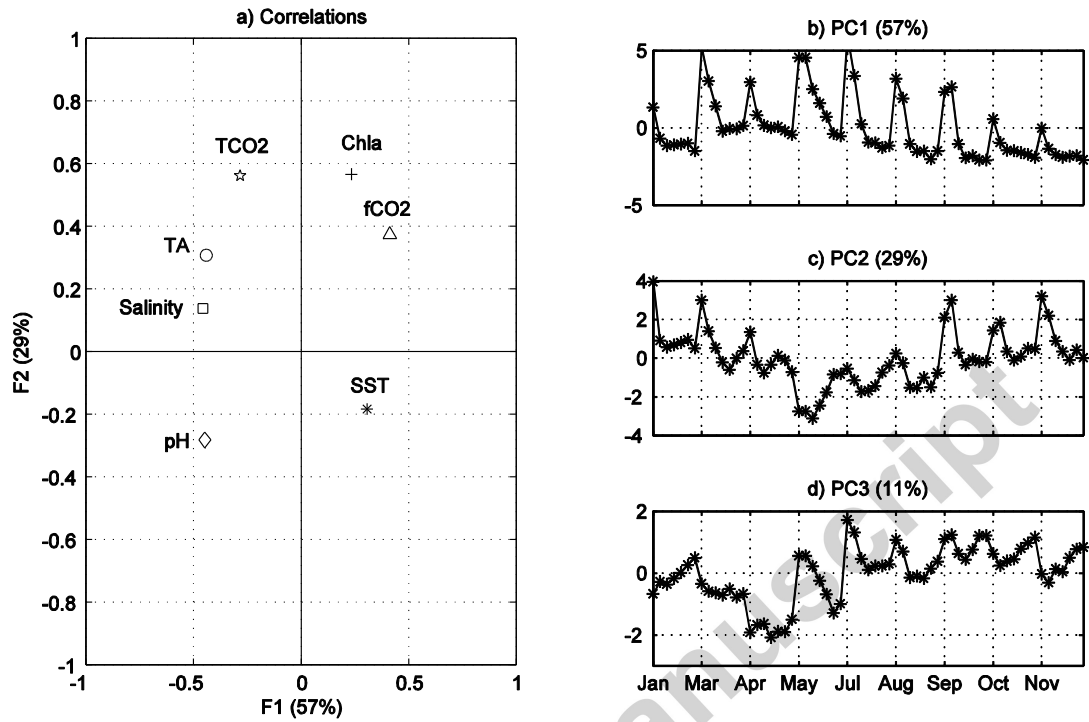 a) Correlations
1
0.8
0.6
0.4
0.2
0
-0.2
-0.4
-0.6
-0.8
-1
F2 (29%)
TCO2
Chla
fCO2
TA
Salinity
SST
pH
-1
-0.5
0
0.5
1
F1 (57%)
b) PC1 (57%)
5
0
-5
c) PC2 (29%)
4
2
0
-2
-4
d) PC3 (11%)
2
0
-2
Jan Mar Apr May Jul Aug Sep Oct Nov
anuscript